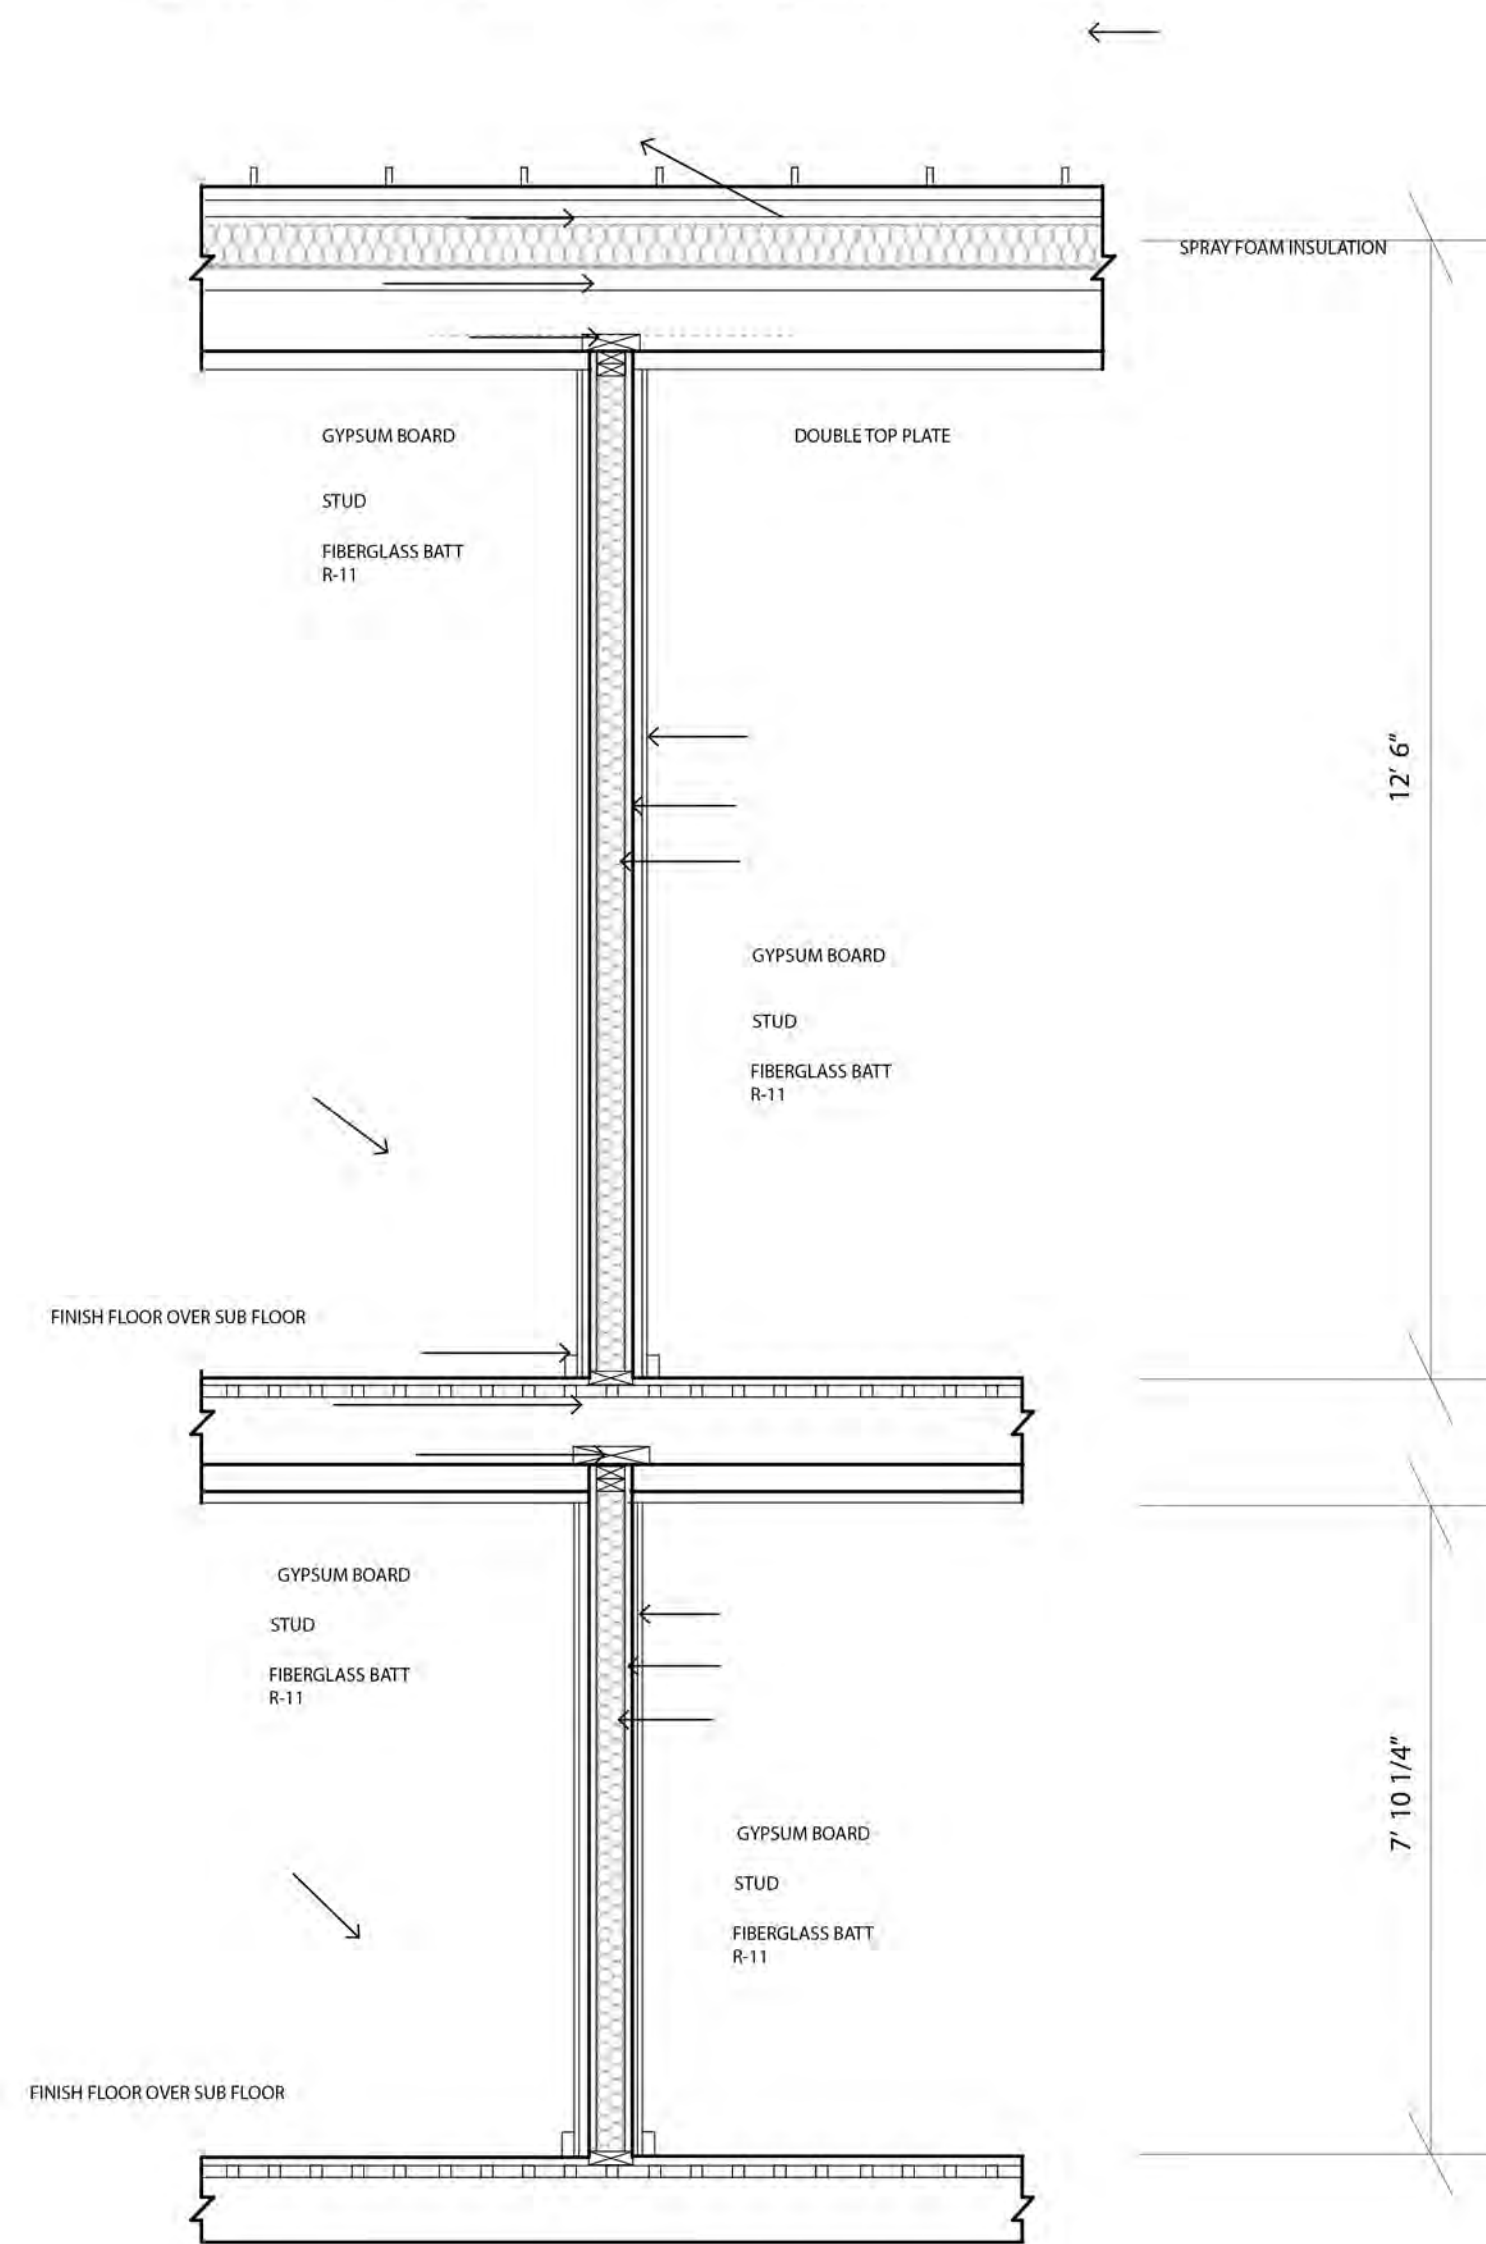 SPRAY FOAM INSULATION
GYPSUM BOARD
DOUBLE TOP PLATE
STUD
FIBERGLASS BATT
R-11
12' 6"
GYPSUM BOARD
STUD
FIBERGLASS BATT
R-11
FINISH FLOOR OVER SUB FLOOR
GYPSUM BOARD
STUD
FIBERGLASS BATT
R-11
7' 10 1/4"
GYPSUM BOARD
STUD
FIBERGLASS BATT
R-11
FINISH FLOOR OVER SUB FLOOR